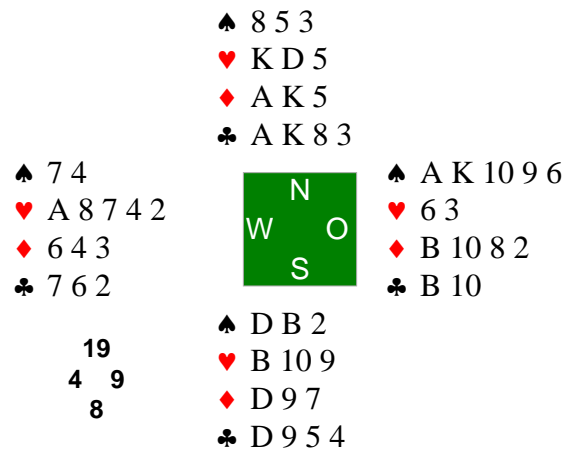 ♠ 8 5 3
♥ K D 5
♦ A K 5
♣ A K 8 3
♠ 7 4
♥ A 8 7 4 2
♦ 6 4 3
♣ 7 6 2
N
W O
S
♠ A K 10 9 6
♥ 6 3
♦ B 10 8 2
♣ B 10
19
4 9
8
♠ D B 2
♥ B 10 9
♦ D 9 7
♣ D 9 5 4